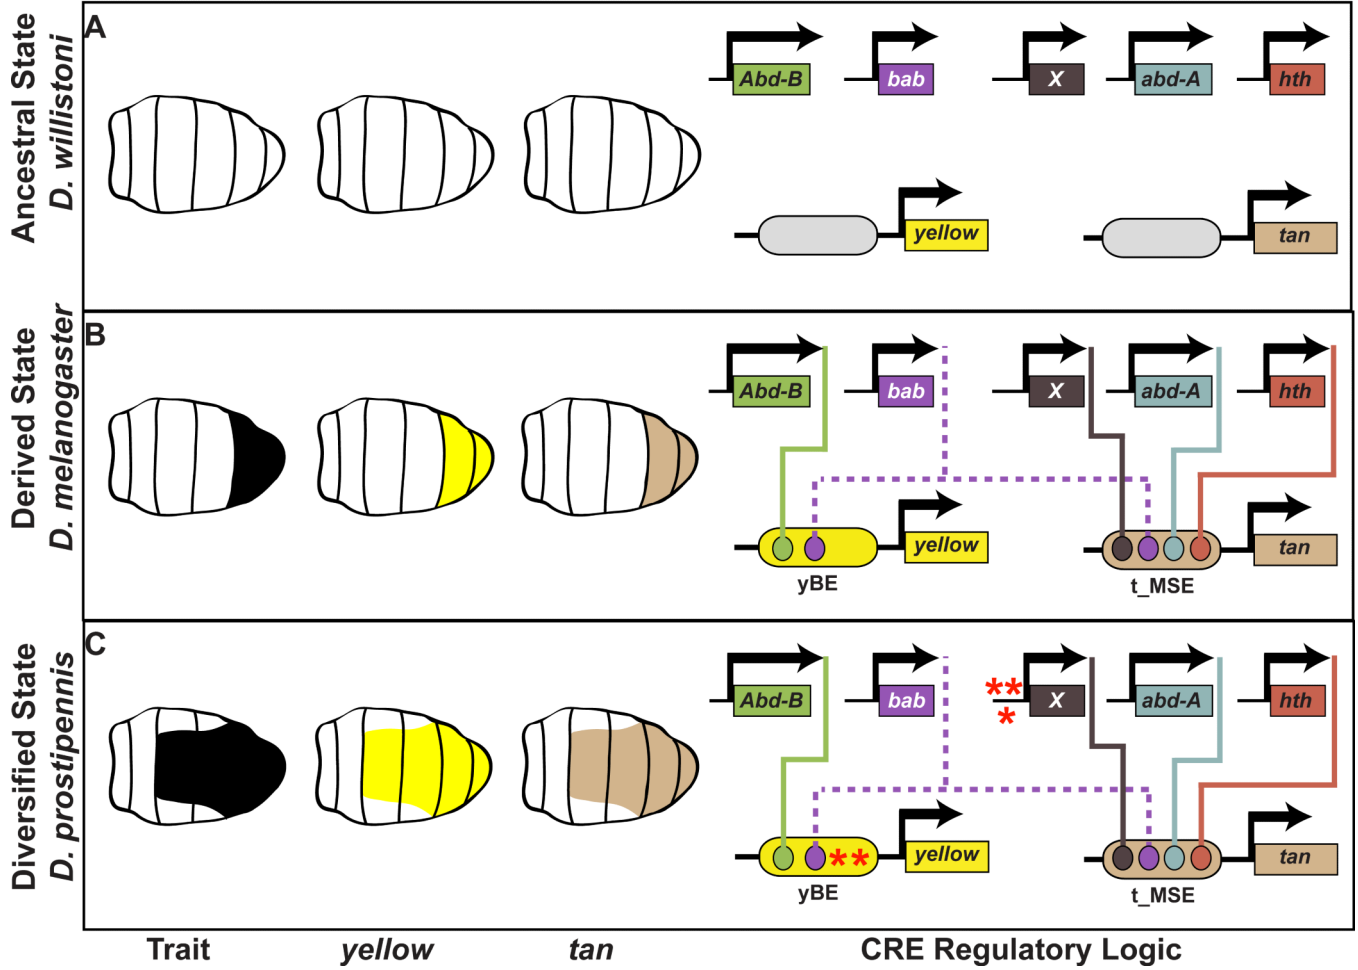 Ancestral State
D. willistoni
A
Abd-B
bab
X
abd-A
hth
yellow
tan
Derived State
D. melanogaster
B
Abd-B
bab
X
abd-A
hth
yellow
tan
yBE
t_MSE
Diversified State
D. prostipennis
C
Abd-B
bab
**
*
X
abd-A
hth
**
yellow
tan
yBE
t_MSE
Trait
yellow
tan
CRE Regulatory Logic